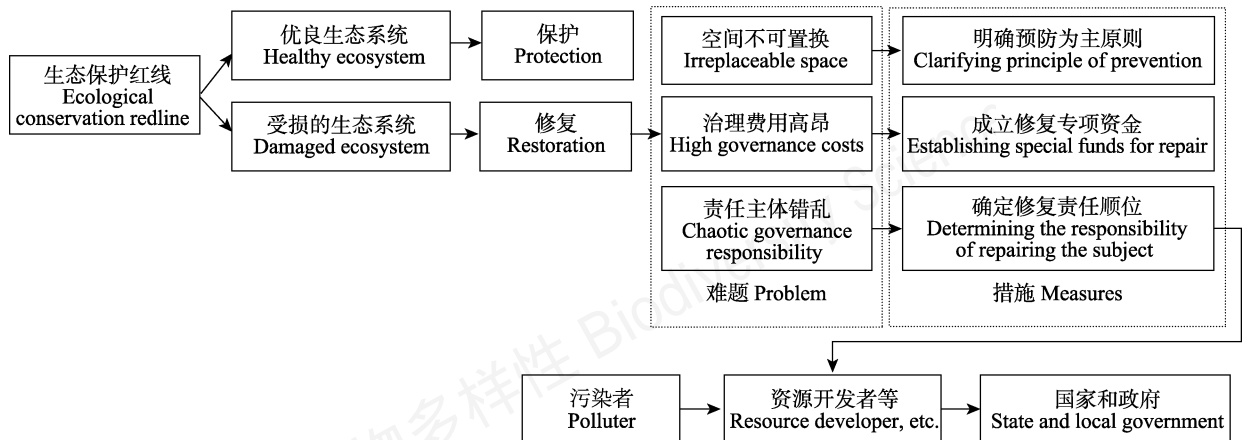 生态保护红线
Ecological
conservation redline
优良生态系统
Healthy ecosystem
保护
Protection
受损的生态系统
Damaged ecosystem
修复
Restoration
空间不可置换
Irreplaceable space
治理费用高昂
High governance costs
责任主体错乱
Chaotic governance
responsibility
难题 Problem
明确预防为主原则
Clarifying principle of prevention
成立修复专项资金
Establishing special funds for repair
确定修复责任顺位
Determining the responsibility
of repairing the subject
措施 Measures
污染者
Polluter
资源开发者等
Resource developer, etc.
国家和政府
State and local government
物多样性 Biodiversity Science